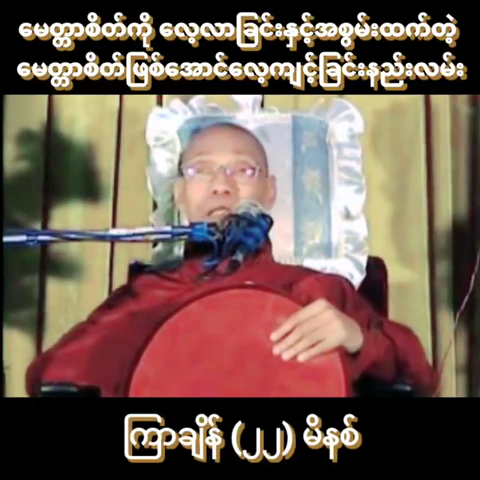 မေတ္တာစိတ်ကို လေ့လာခြင်းနှင့်အစွမ်းထက်တဲ့
မေတ္တာစိတ်ဖြစ်အောင်လေ့ကျင့်ခြင်းနည်းလမ်း
ကြာချိန် (၂၂) မိနစ်